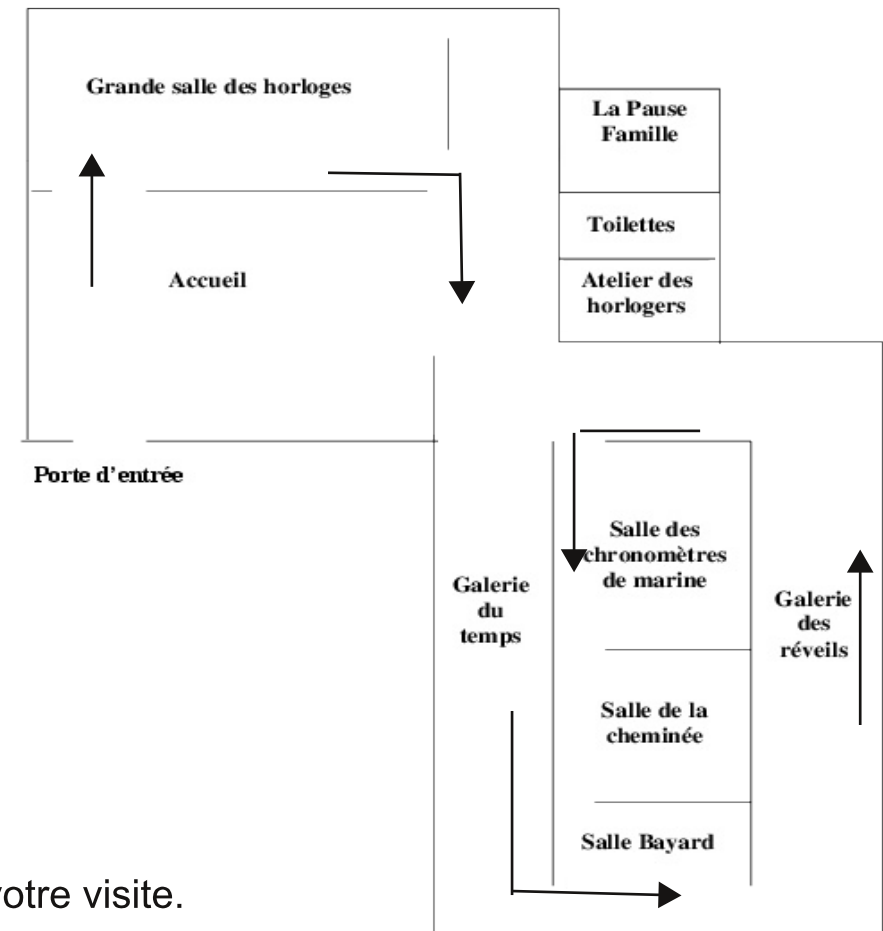 Grande salle des horloges
La Pause
Famille
Toilettes
Accueil
Atelier des
horlogers
Porte d’entrée
Salle des
chronomètres
de marine
Galerie
du
temps
Galerie
des
réveils
Salle de la
cheminée
Salle Bayard
votre visite.